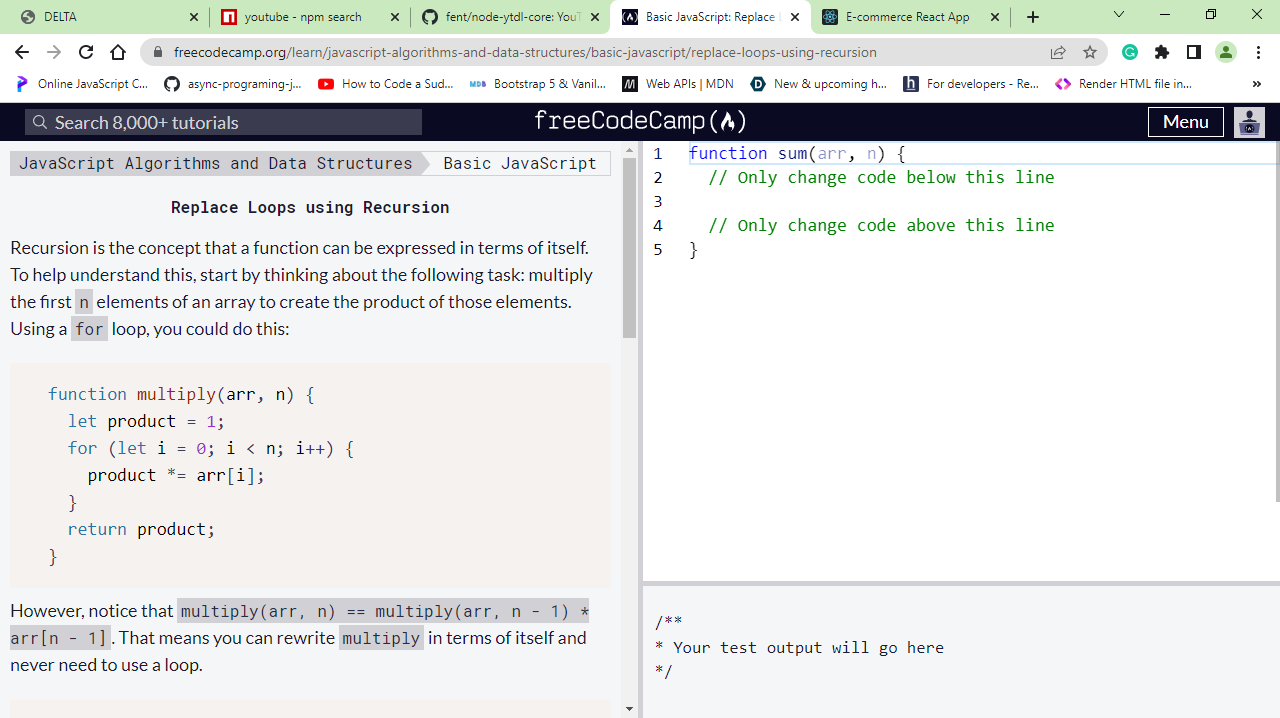 DELTA
youtube - npm search
fent/node-ytdl-core: YouT
Basic JavaScript: Replace L
E-commerce React App
freecodecamp.org/learn/javascript-algorithms-and-data-structures/basic-javascript/replace-loops-using-recursion
Online JavaScript C...
async-programing-j...
How to Code a Sud...
Bootstrap 5 & Vanil...
Web APIs | MDN
New & upcoming h...
For developers - Re...
Render HTML file in...
»
Search 8,000+ tutorials
freeCodeCamp
Menu
JavaScript Algorithms and Data Structures
Basic JavaScript
Replace Loops using Recursion
Recursion is the concept that a function can be expressed in terms of itself.
To help understand this, start by thinking about the following task: multiply
the first n elements of an array to create the product of those elements.
Using a for loop, you could do this:
function multiply(arr, n) {
let product = 1;
for (let i = 0; i < n; i++) {
product *= arr[i];
}
return product;
}
However, notice that multiply(arr, n) == multiply(arr, n - 1) *
arr[n - 1]. That means you can rewrite multiply in terms of itself and
never need to use a loop.
1 function sum(arr, n) {
2 // Only change code below this line
3
4 // Only change code above this line
5 }
/**
* Your test output will go here
*/